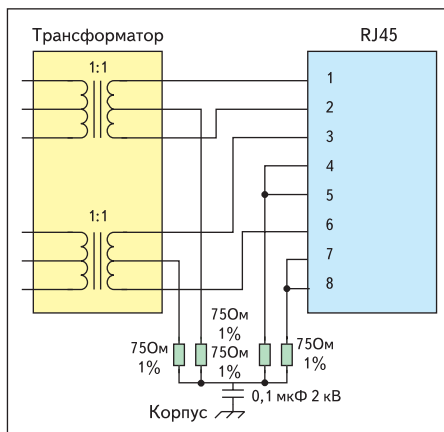 Трансформатор
RJ45
1:1
1
2
3
4
5
6
7
8
1:1
75Ом
1%
75Ом
1%
75Ом
1%
75Ом
1%
0,1 мкФ 2 кВ
Корпус